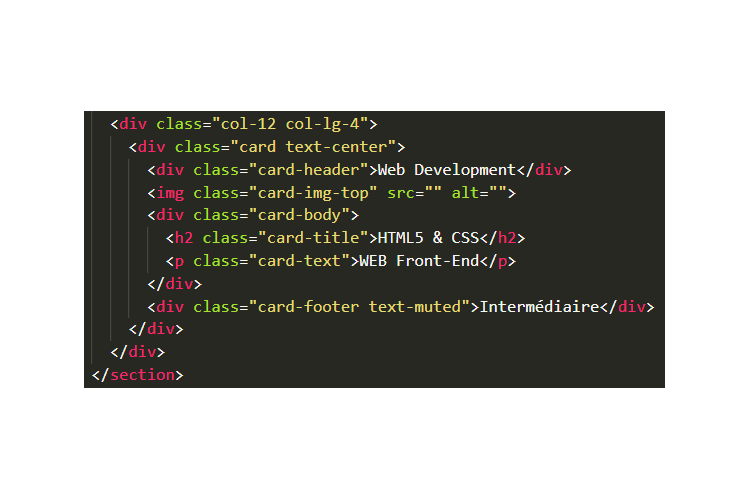 <div class="col-12 col-lg-4">
<div class="card text-center">
<div class="card-header">Web Development</div>
<img class="card-img-top" src="" alt="">
<div class="card-body">
<h2 class="card-title">HTML5 & CSS</h2>
<p class="card-text">WEB Front-End</p>
</div>
<div class="card-footer text-muted">Intermédiaire</div>
</div>
</div>
</section>